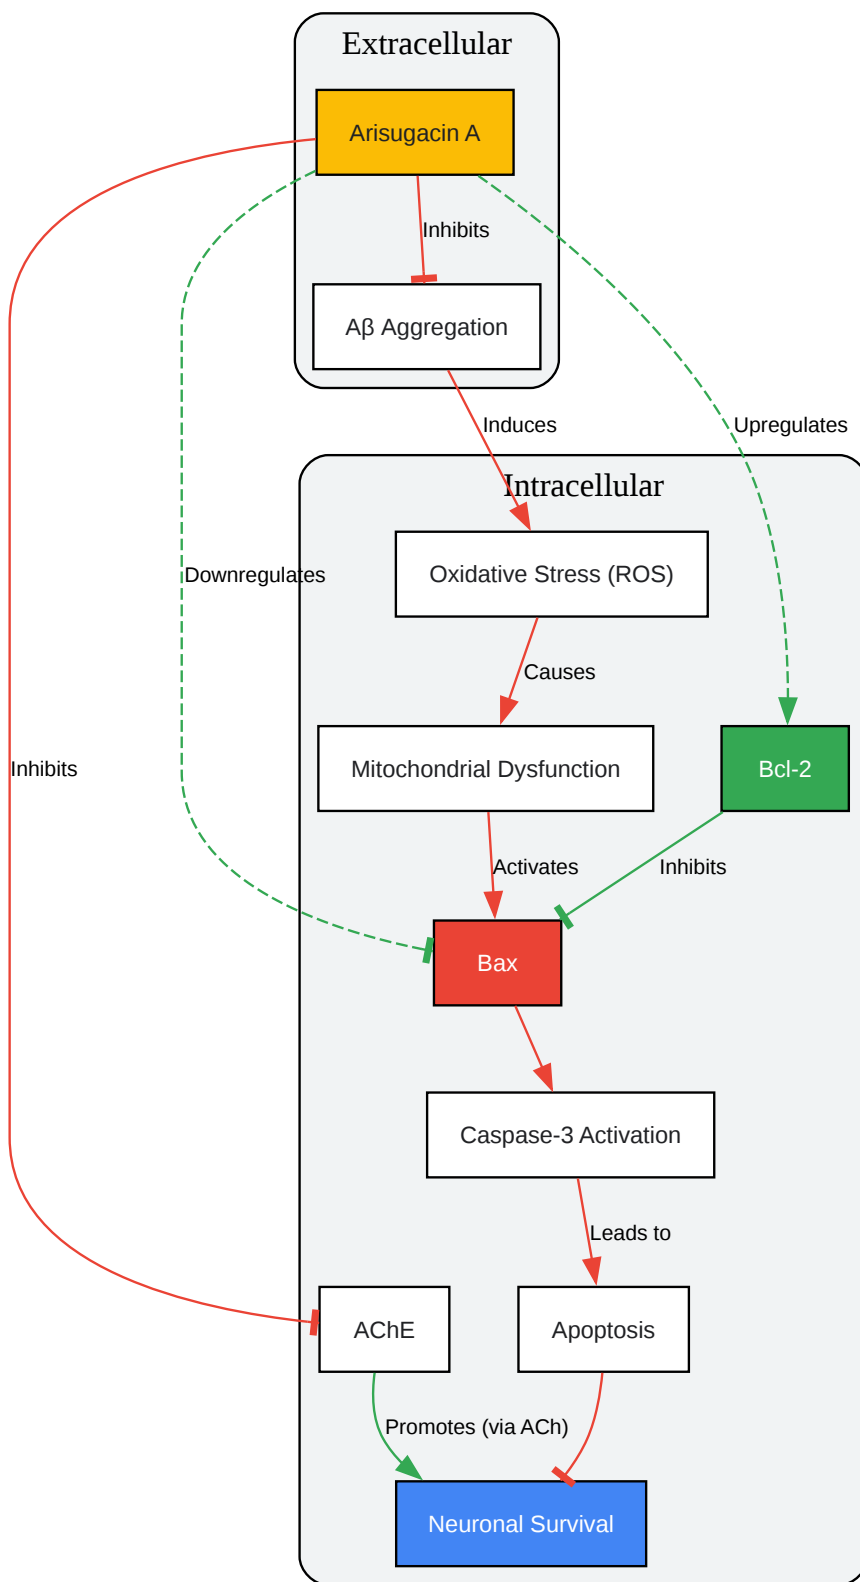 Extracellular
Arisugacin A
Inhibits
Aβ Aggregation
Induces
Upregulates
Intracellular
Oxidative Stress (ROS)
Downregulates
Causes
Mitochondrial Dysfunction
Bcl-2
Inhibits
Activates
Inhibits
Bax
Caspase-3 Activation
Leads to
AChE
Apoptosis
Promotes (via ACh)
Neuronal Survival